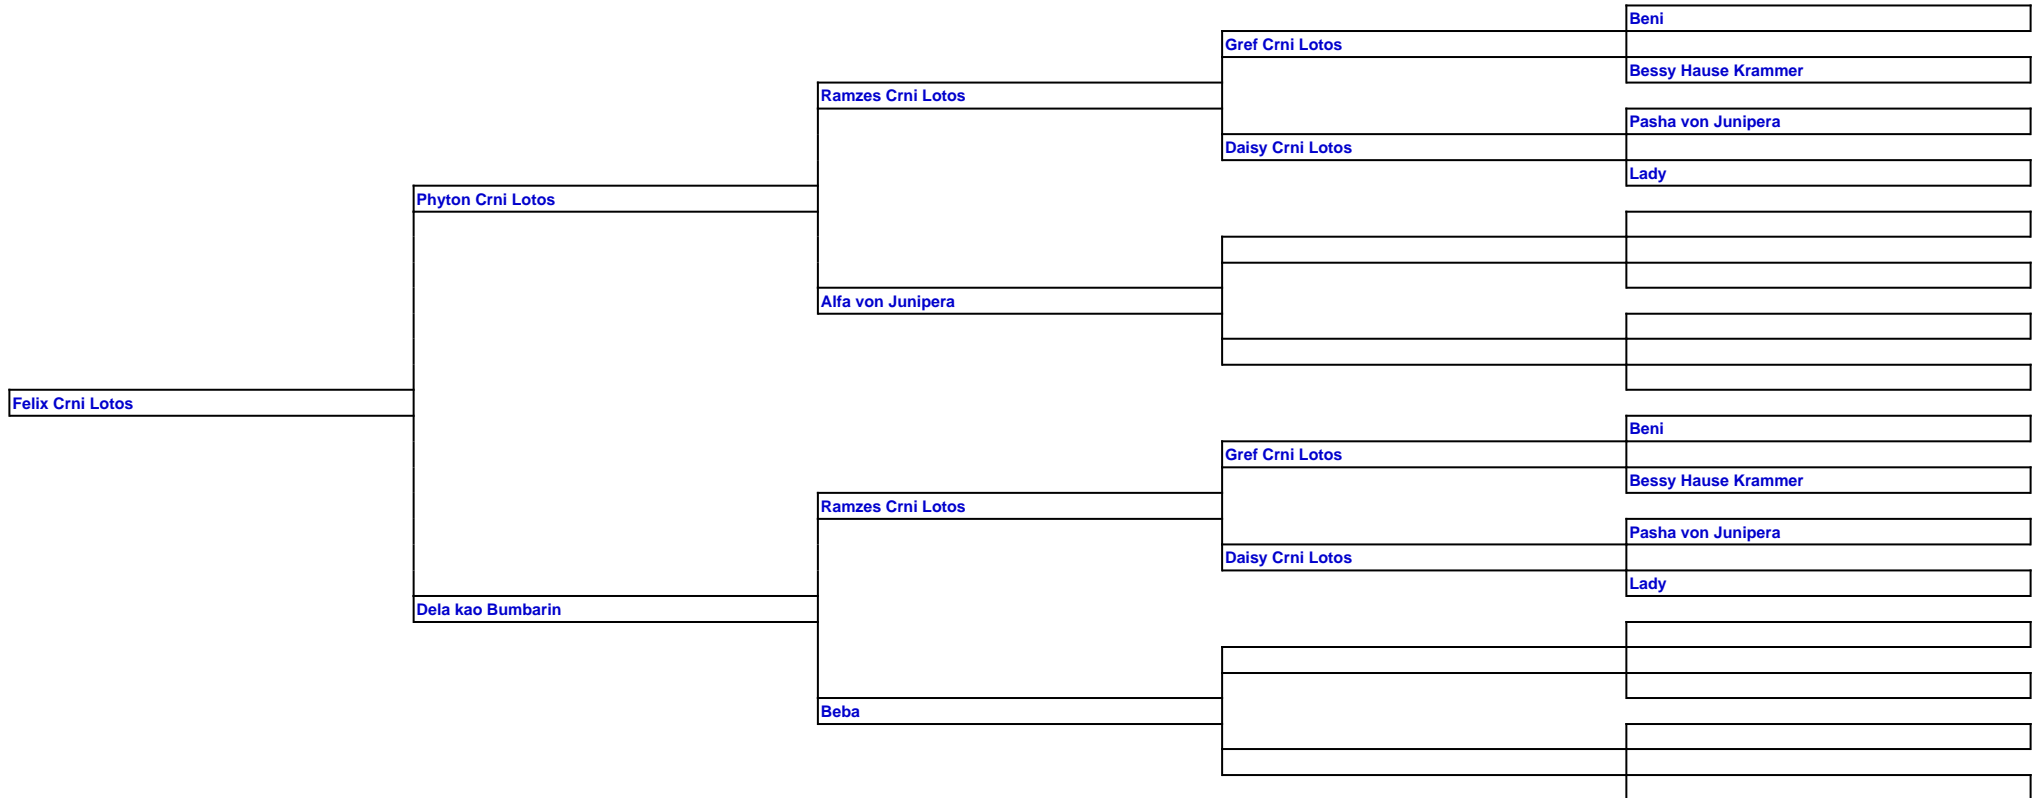 Beni
Gref Crni Lotos
Bessy Hause Krammer
Ramzes Crni Lotos
Pasha von Junipera
Daisy Crni Lotos
Lady
Phyton Crni Lotos
Alfa von Junipera
Felix Crni Lotos
Beni
Gref Crni Lotos
Bessy Hause Krammer
Ramzes Crni Lotos
Pasha von Junipera
Daisy Crni Lotos
Lady
Dela kao Bumbarin
Beba